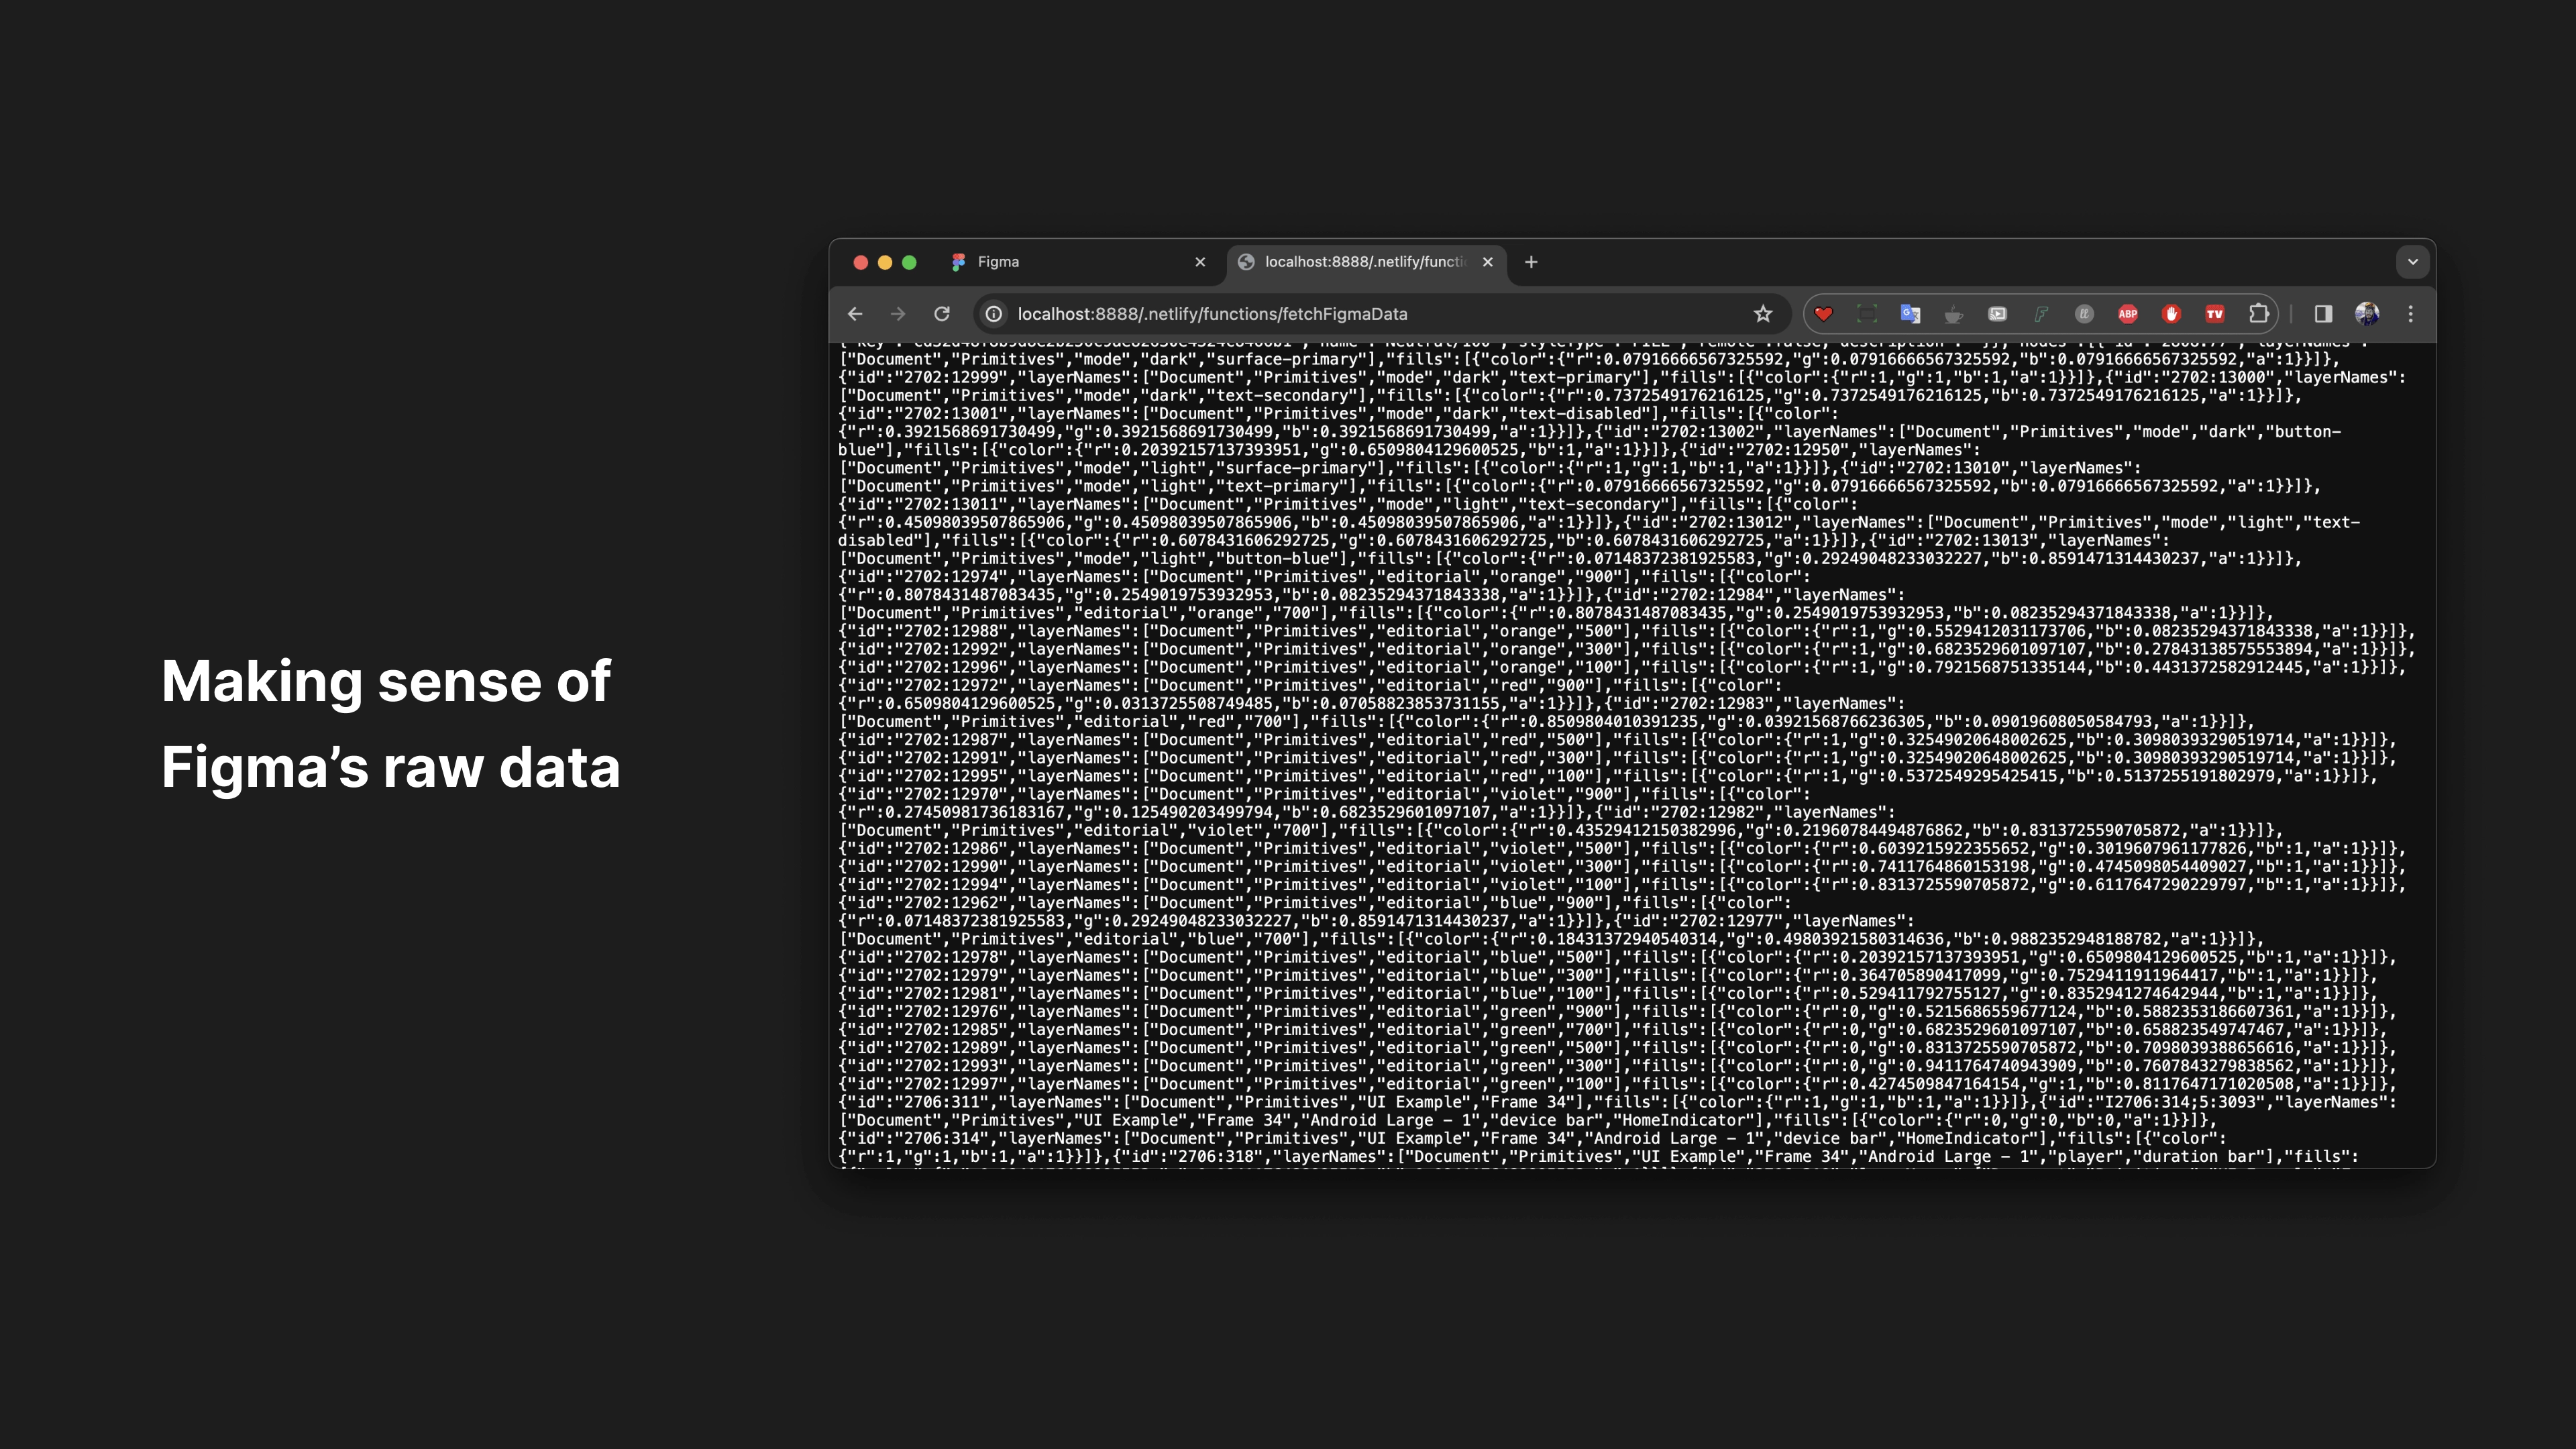 Making sense of
Figma’s raw data
Figma
localhost:8888/.netlify/functi
localhost:8888/.netlify/functions/fetchFigmaData
ABP
TV
["Document","Primitives","mode","dark","surface-primary"],"fills":[{"color":{"r":0.07916666567325592,"g":0.07916666567325592,"b":0.07916666567325592,"a":1}}]},
{"id":"2702:12999","layerNames":["Document","Primitives","mode","dark","text-primary"],"fills":[{"color":{"r":1,"g":1,"b":1,"a":1}}]},{"id":"2702:13000","layerNames":
["Document","Primitives","mode","dark","text-secondary"],"fills":[{"color":{"r":0.7372549176216125,"g":0.7372549176216125,"b":0.7372549176216125,"a":1}}]},
{"id":"2702:13001","layerNames":["Document","Primitives","mode","dark","text-disabled"],"fills":[{"color":
{"r":0.3921568691730499,"g":0.3921568691730499,"b":0.3921568691730499,"a":1}}]},{"id":"2702:13002","layerNames":["Document","Primitives","mode","dark","button-
blue"],"fills":[{"color":{"r":0.20392157137393951,"g":0.6509804129600525,"b":1,"a":1}}]},{"id":"2702:12950","layerNames":
["Document","Primitives","mode","light","surface-primary"],"fills":[{"color":{"r":1,"g":1,"b":1,"a":1}}]},{"id":"2702:13010","layerNames":
["Document","Primitives","mode","light","text-primary"],"fills":[{"color":{"r":0.07916666567325592,"g":0.07916666567325592,"b":0.07916666567325592,"a":1}}]},
{"id":"2702:13011","layerNames":["Document","Primitives","mode","light","text-secondary"],"fills":[{"color":
{"r":0.45098039507865906,"g":0.45098039507865906,"b":0.45098039507865906,"a":1}}]},{"id":"2702:13012","layerNames":["Document","Primitives","mode","light","text-
disabled"],"fills":[{"color":{"r":0.6078431606292725,"g":0.6078431606292725,"b":0.6078431606292725,"a":1}}]},{"id":"2702:13013","layerNames":
["Document","Primitives","mode","light","button-blue"],"fills":[{"color":{"r":0.07148372381925583,"g":0.29249048233032227,"b":0.8591471314430237,"a":1}}]},
{"id":"2702:12974","layerNames":["Document","Primitives","editorial","orange","900"],"fills":[{"color":
{"r":0.8078431487083435,"g":0.2549019753932953,"b":0.08235294371843338,"a":1}}]},{"id":"2702:12984","layerNames":
["Document","Primitives","editorial","orange","700"],"fills":[{"color":{"r":0.8078431487083435,"g":0.2549019753932953,"b":0.08235294371843338,"a":1}}]},
{"id":"2702:12988","layerNames":["Document","Primitives","editorial","orange","500"],"fills":[{"color":{"r":1,"g":0.5529412031173706,"b":0.08235294371843338,"a":1}}]},
{"id":"2702:12992","layerNames":["Document","Primitives","editorial","orange","300"],"fills":[{"color":{"r":1,"g":0.6823529601097107,"b":0.27843138575553894,"a":1}}]},
{"id":"2702:12996","layerNames":["Document","Primitives","editorial","orange","100"],"fills":[{"color":{"r":1,"g":0.7921568751335144,"b":0.4431372582912445,"a":1}}]},
{"id":"2702:12972","layerNames":["Document","Primitives","editorial","red","900"],"fills":[{"color":
{"r":0.6509804129600525,"g":0.0313725508749485,"b":0.07058823853731155,"a":1}}]},{"id":"2702:12983","layerNames":
["Document","Primitives","editorial","red","700"],"fills":[{"color":{"r":0.8509804010391235,"g":0.03921568766236305,"b":0.09019608050584793,"a":1}}]},
{"id":"2702:12987","layerNames":["Document","Primitives","editorial","red","500"],"fills":[{"color":{"r":1,"g":0.32549020648002625,"b":0.30980393290519714,"a":1}}]},
{"id":"2702:12991","layerNames":["Document","Primitives","editorial","red","300"],"fills":[{"color":{"r":1,"g":0.32549020648002625,"b":0.30980393290519714,"a":1}}]},
{"id":"2702:12995","layerNames":["Document","Primitives","editorial","red","100"],"fills":[{"color":{"r":1,"g":0.5372549295425415,"b":0.5137255191802979,"a":1}}]},
{"id":"2702:12970","layerNames":["Document","Primitives","editorial","violet","900"],"fills":[{"color":
{"r":0.27450981736183167,"g":0.125490203499794,"b":0.6823529601097107,"a":1}}]},{"id":"2702:12982","layerNames":
["Document","Primitives","editorial","violet","700"],"fills":[{"color":{"r":0.43529412150382996,"g":0.21960784494876862,"b":0.8313725590705872,"a":1}}]},
{"id":"2702:12986","layerNames":["Document","Primitives","editorial","violet","500"],"fills":[{"color":{"r":0.6039215922355652,"g":0.3019607961177826,"b":1,"a":1}}]},
{"id":"2702:12990","layerNames":["Document","Primitives","editorial","violet","300"],"fills":[{"color":{"r":0.7411764860153198,"g":0.4745098054409027,"b":1,"a":1}}]},
{"id":"2702:12994","layerNames":["Document","Primitives","editorial","violet","100"],"fills":[{"color":{"r":0.8313725590705872,"g":0.6117647290229797,"b":1,"a":1}}]},
{"id":"2702:12962","layerNames":["Document","Primitives","editorial","blue","900"],"fills":[{"color":
{"r":0.07148372381925583,"g":0.29249048233032227,"b":0.8591471314430237,"a":1}}]},{"id":"2702:12977","layerNames":
["Document","Primitives","editorial","blue","700"],"fills":[{"color":{"r":0.18431372940540314,"g":0.49803921580314636,"b":0.9882352948188782,"a":1}}]},
{"id":"2702:12978","layerNames":["Document","Primitives","editorial","blue","500"],"fills":[{"color":{"r":0.20392157137393951,"g":0.6509804129600525,"b":1,"a":1}}]},
{"id":"2702:12979","layerNames":["Document","Primitives","editorial","blue","300"],"fills":[{"color":{"r":0.364705890417099,"g":0.7529411911964417,"b":1,"a":1}}]},
{"id":"2702:12981","layerNames":["Document","Primitives","editorial","blue","100"],"fills":[{"color":{"r":0.529411792755127,"g":0.8352941274642944,"b":1,"a":1}}]},
{"id":"2702:12976","layerNames":["Document","Primitives","editorial","green","900"],"fills":[{"color":{"r":0,"g":0.5215686559677124,"b":0.5882353186607361,"a":1}}]},
{"id":"2702:12985","layerNames":["Document","Primitives","editorial","green","700"],"fills":[{"color":{"r":0,"g":0.6823529601097107,"b":0.658823549747467,"a":1}}]},
{"id":"2702:12989","layerNames":["Document","Primitives","editorial","green","500"],"fills":[{"color":{"r":0,"g":0.8313725590705872,"b":0.7098039388656616,"a":1}}]},
{"id":"2702:12993","layerNames":["Document","Primitives","editorial","green","300"],"fills":[{"color":{"r":0,"g":0.9411764740943909,"b":0.7607843279838562,"a":1}}]},
{"id":"2702:12997","layerNames":["Document","Primitives","editorial","green","100"],"fills":[{"color":{"r":0.4274509847164154,"g":1,"b":0.8117647171020508,"a":1}}]},
{"id":"2706:311","layerNames":["Document","Primitives","UI Example","Frame 34"],"fills":[{"color":{"r":1,"g":1,"b":1,"a":1}}]},{"id":"I2706:314;5:3093","layerNames":
["Document","Primitives","UI Example","Frame 34","Android Large - 1","device bar","HomeIndicator"],"fills":[{"color":{"r":0,"g":0,"b":0,"a":1}}]},
{"id":"2706:314","layerNames":["Document","Primitives","UI Example","Frame 34","Android Large - 1","device bar","HomeIndicator"],"fills":[{"color":
{"r":1,"g":1,"b":1,"a":1}}]},{"id":"2706:318","layerNames":["Document","Primitives","UI Example","Frame 34","Android Large - 1","player","duration bar"],"fills":